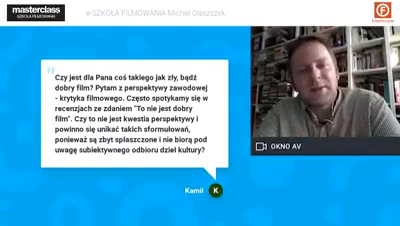 masterclass
SZKOŁA FILMOWANIA
e-SZKOŁA FILMOWANIA Michał Oleszczyk
Czy jest dla Pana coś takiego jak zły, bądź
dobry film? Pytam z perspektywy zawodowej
- krytyka filmowego. Często spotykamy się w
recenzjach ze zdaniem "To nie jest dobry
film". Czy to nie jest kwestia perspektywy i
powinno się unikać takich sformułowań,
ponieważ są zbyt spłaszczone i nie biorą pod
uwagę subiektywnego odbioru dzieł kultury?
OKNO AV
Kamil
K